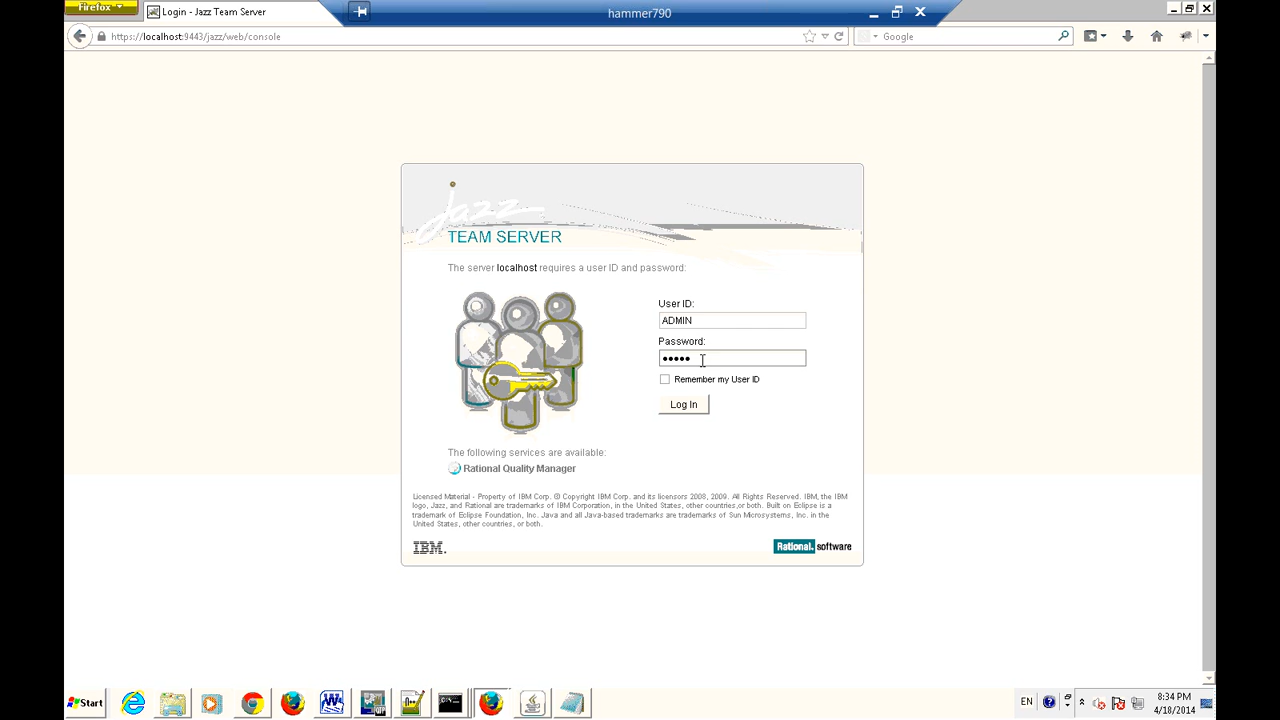 Firefox
Login - Jazz Team Server
hammer790
https://localhost:9443/jazz/web/console
Google
jazz
TEAM SERVER
The server localhost requires a user ID and password:
User ID:
ADMIN
Password:
•••••
Remember my User ID
Log In
The following services are available:
Rational Quality Manager
Licensed Material - Property of IBM Corp. © Copyright IBM Corp. and its licensors 2008, 2009. All Rights Reserved. IBM, the IBM
logo, Jazz, and Rational are trademarks of IBM Corporation, in the United States, other countries,or both. Built on Eclipse is a
trademark of Eclipse Foundation, Inc. Java and all Java-based trademarks are trademarks of Sun Microsystems, Inc. in the
United States, other countries, or both.
IBM.
Rational. software
Start
EN
8:34 PM
4/18/2014